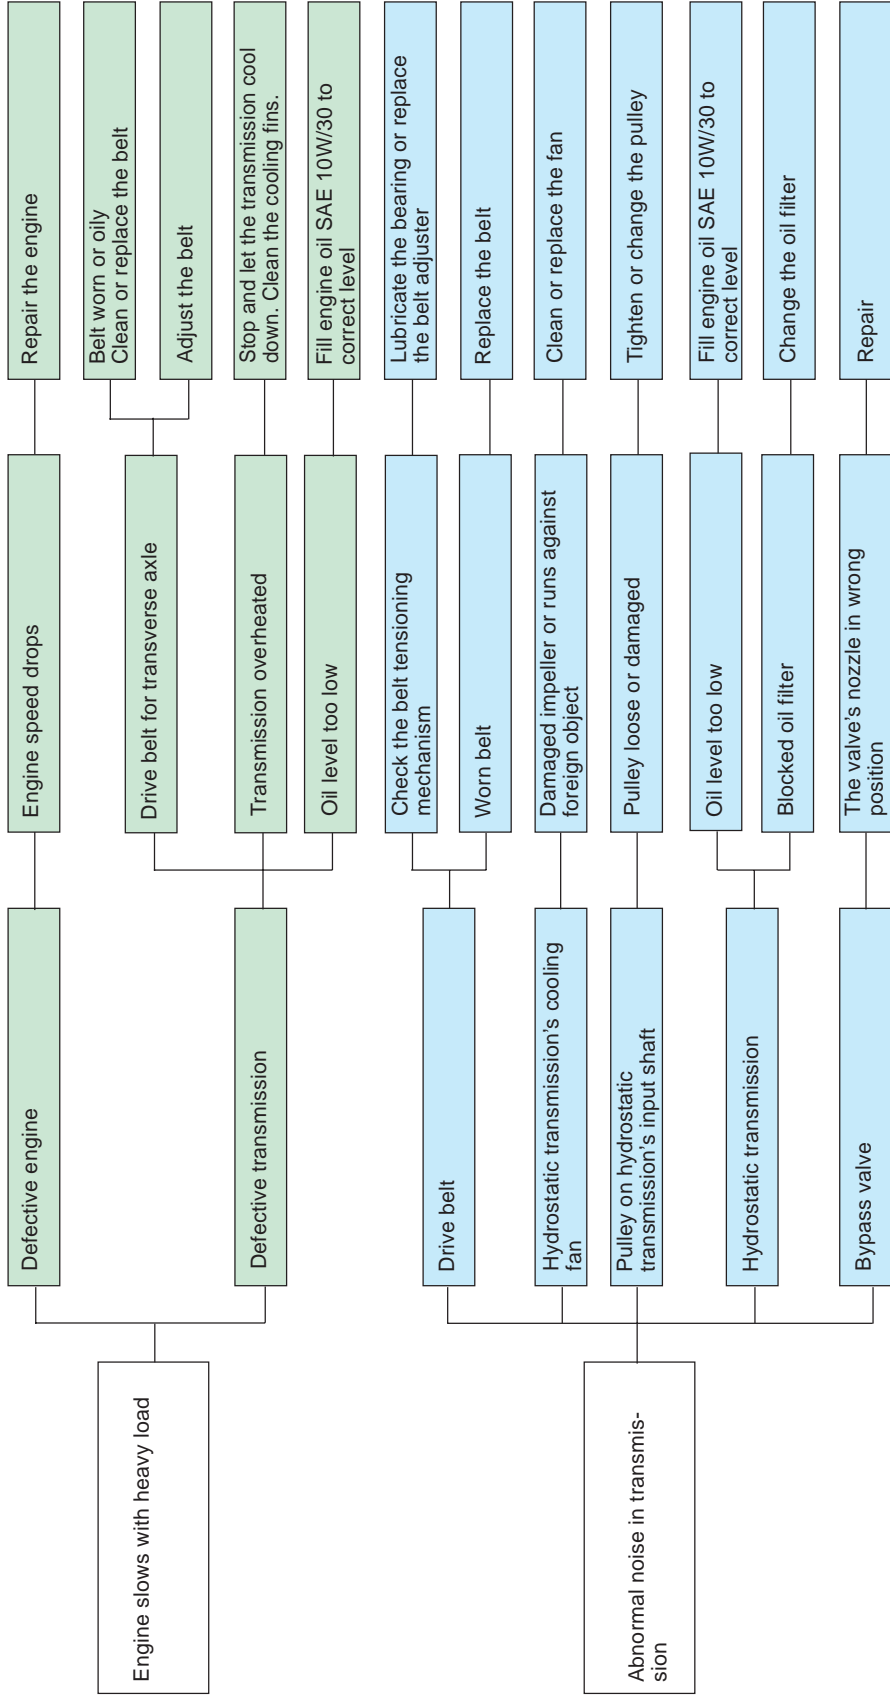 Engine slows with heavy load
Defective engine
Engine speed drops
Repair the engine
Defective transmission
Drive belt for transverse axle
Belt worn or oily
Clean or replace the belt
Adjust the belt
Transmission overheated
Stop and let the transmission cool
down. Clean the cooling fins.
Oil level too low
Fill engine oil SAE 10W/30 to
correct level
Abnormal noise in transmis-
sion
Drive belt
Check the belt tensioning
mechanism
Lubricate the bearing or replace
the belt adjuster
Worn belt
Replace the belt
Hydrostatic transmission's cooling
fan
Damaged impeller or runs against
foreign object
Clean or replace the fan
Pulley on hydrostatic
transmission's input shaft
Pulley loose or damaged
Tighten or change the pulley
Hydrostatic transmission
Oil level too low
Fill engine oil SAE 10W/30 to
correct level
Blocked oil filter
Change the oil filter
Bypass valve
The valve's nozzle in wrong
position
Repair